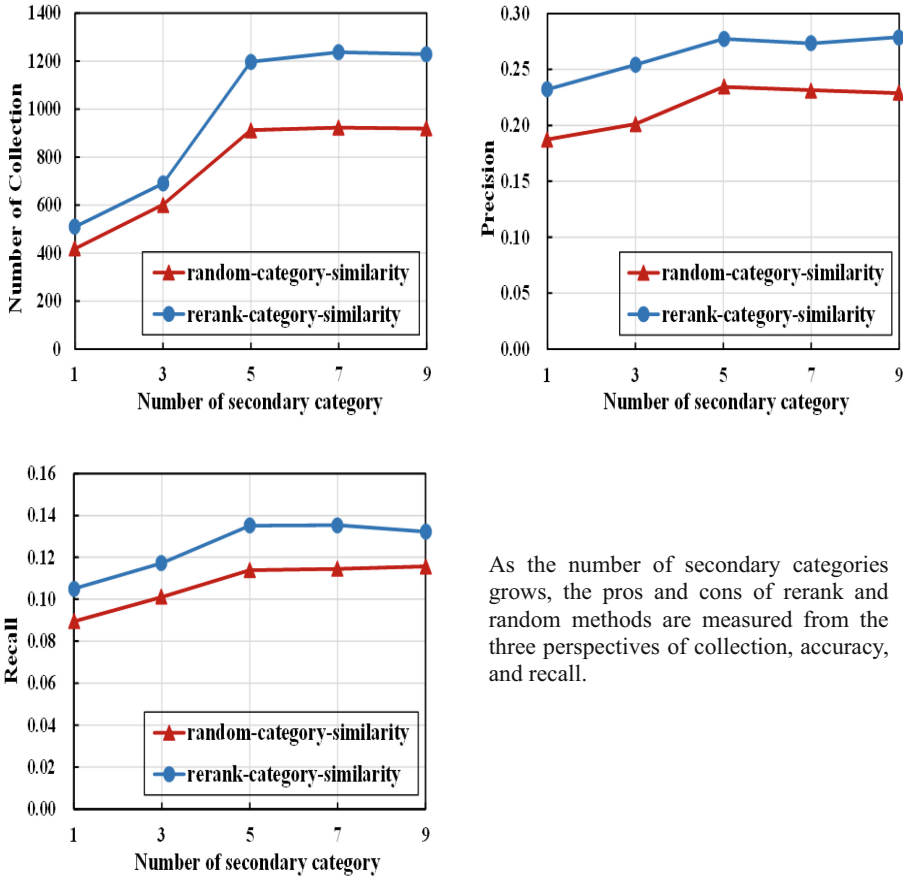 1400
1200
1000
800
600
400
200
0
1 3 5 7 9
Number of Collection
Number of secondary category
random-category-similarity
rerank-category-similarity
0.30
0.25
0.20
0.15
0.10
0.05
0.00
1 3 5 7 9
Precision
Number of secondary category
random-category-similarity
rerank-category-similarity
0.16
0.14
0.12
0.10
0.08
0.06
0.04
0.02
0.00
1 3 5 7 9
Recall
Number of secondary category
random-category-similarity
rerank-category-similarity
As the number of secondary categories
grows, the pros and cons of rerank and
random methods are measured from the
three perspectives of collection, accuracy,
and recall.